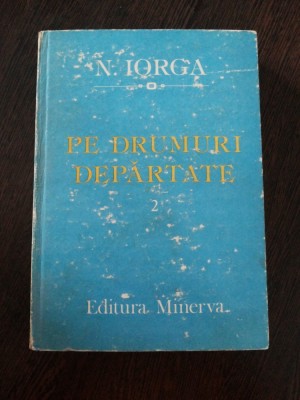 N. IORGA
PE DRUMURI
DEPĂRTATE
2
Editura Minerva